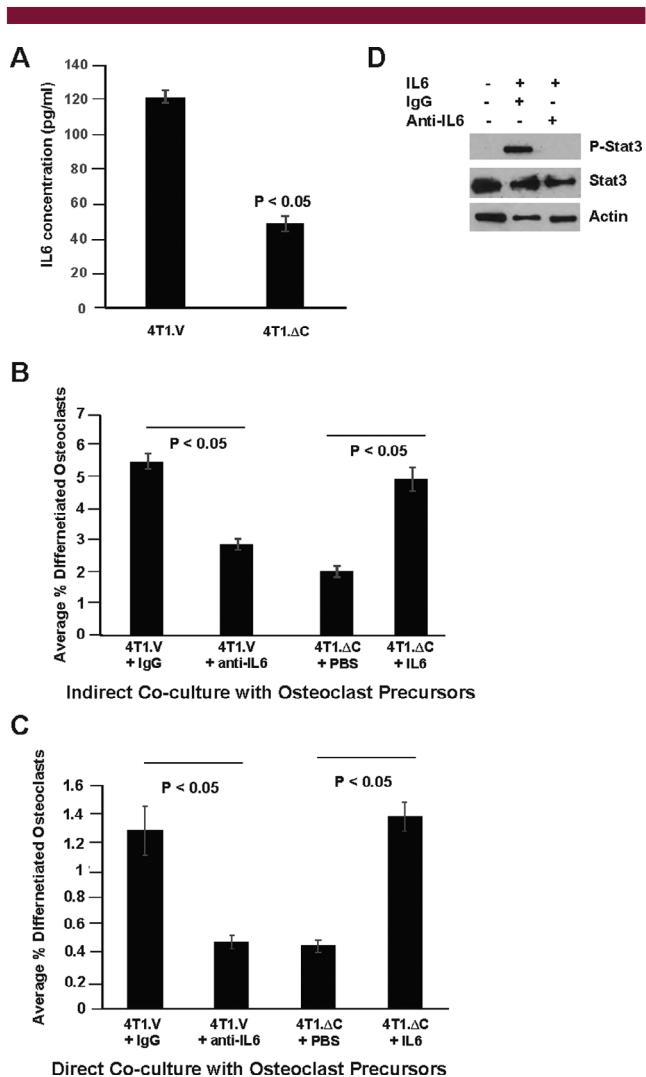 A
140
120
100
80
60
40
20
0
IL6 concentration (pg/ml)
P < 0.05
4T1.V
4T1.ΔC
D
IL6 - + +
IgG - + -
Anti-IL6 - - +
P-Stat3
Stat3
Actin
B
7
6
5
4
3
2
1
0
Average % DIffernetiated Osteoclasts
P < 0.05
P < 0.05
4T1.V 4T1.V 4T1.ΔC 4T1.ΔC
+ IgG + anti-IL6 + PBS + IL6
Indirect Co-culture with Osteoclast Precursors
C
1.6
1.4
1.2
1
0.8
0.6
0.4
0.2
0
Average % DIffernetiated Osteoclasts
P < 0.05
P < 0.05
4T1.V 4T1.V 4T1.ΔC 4T1.ΔC
+ IgG + anti-IL6 + PBS + IL6
Direct Co-culture with Osteoclast Precursors